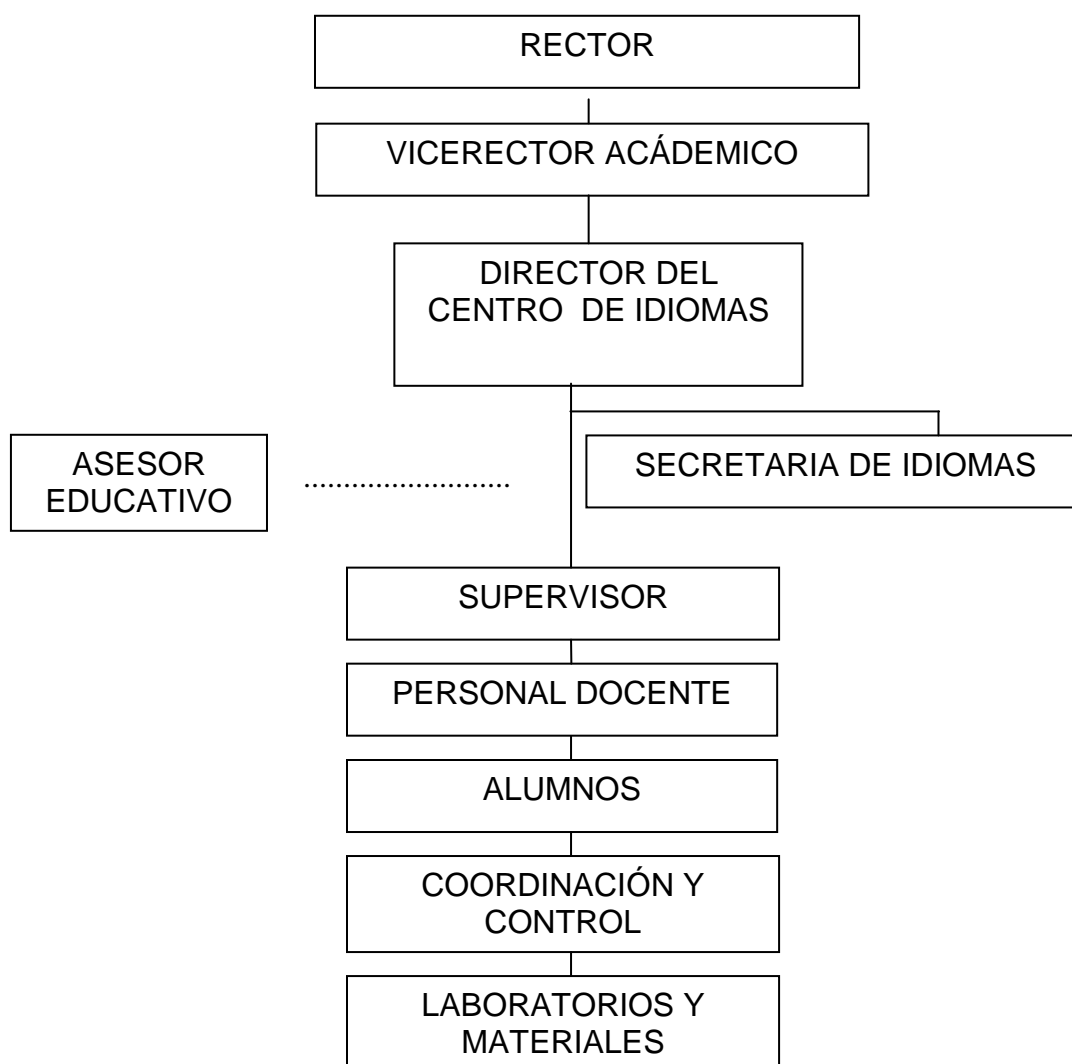 RECTOR
VICERECTOR ACÁDEMICO
DIRECTOR DEL
CENTRO DE IDIOMAS
ASESOR
EDUCATIVO
..........................
SECRETARIA DE IDIOMAS
SUPERVISOR
PERSONAL DOCENTE
ALUMNOS
COORDINACIÓN Y
CONTROL
LABORATORIOS Y
MATERIALES